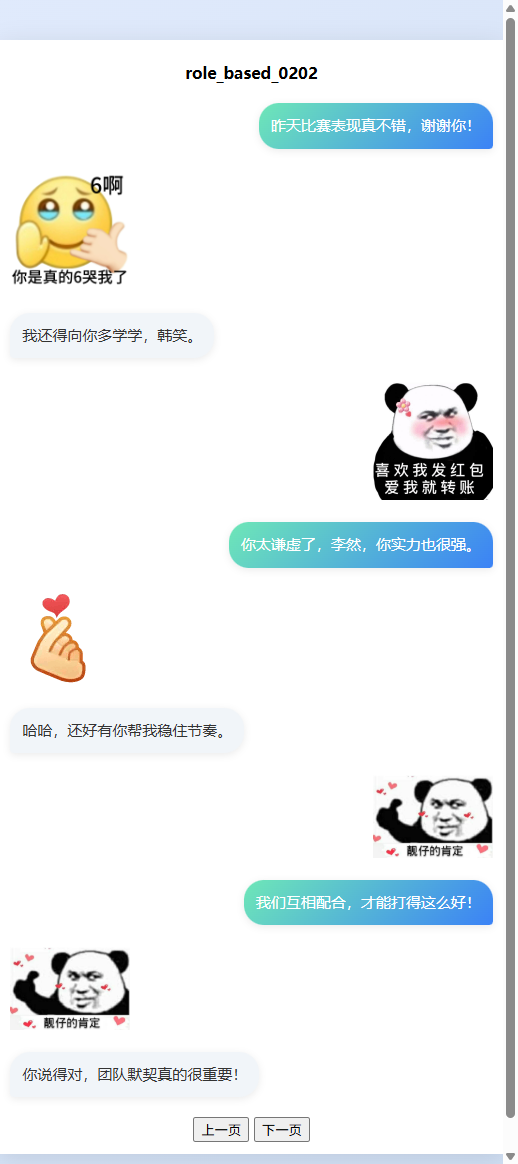 role_based_0202
昨天比赛表现真不错，谢谢你！
6啊
你是真的6哭我了
我还得向你多学学，韩笑。
喜欢我发红包
爱我就转账
你太谦虚了，李然，你实力也很强。
哈哈，还好有你帮我稳住节奏。
靓仔的肯定
我们互相配合，才能打得这么好！
靓仔的肯定
你说得对，团队默契真的很重要！
上一页 下一页